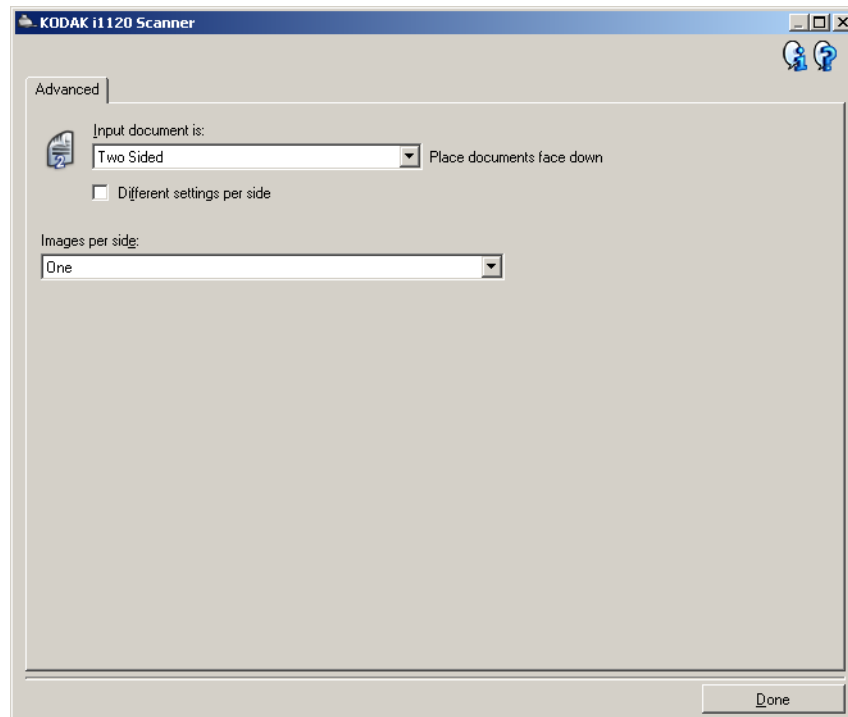 KODAK i1120 Scanner
Advanced
Input document is:
Two Sided
Place documents face down
Different settings per side
Images per side:
One
Done